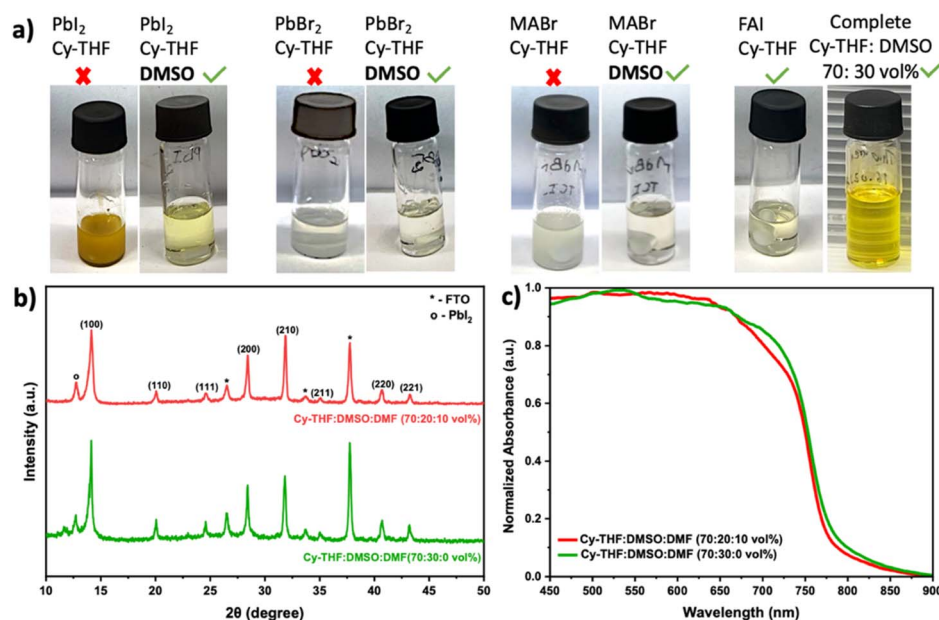 a)
PbI₂
Cy-THF
✖
PbI₂
Cy-THF
DMSO ✓
PbBr₂
Cy-THF
✖
PbBr₂
Cy-THF
DMSO ✓
MABr
Cy-THF
✖
MABr
Cy-THF
DMSO ✓
FAI
Cy-THF
✓
Complete
Cy-THF: DMSO
70: 30 vol% ✓
b)
* - FTO
o - PbI₂
(100)
(110)
(111)
(200)
(210)
(211)
(220)
(221)
o
*
*
*
Cy-THF:DMSO:DMF (70:20:10 vol%)
Cy-THF:DMSO:DMF (70:30:0 vol%)
Intensity (a.u.)
10 15 20 25 30 35 40 45 50
2θ (degree)
c)
Normalized Absorbance (a.u.)
1.0
0.8
0.6
0.4
0.2
0.0
Cy-THF:DMSO:DMF (70:20:10 vol%)
Cy-THF:DMSO:DMF (70:30:0 vol%)
450 500 550 600 650 700 750 800 850 900
Wavelength (nm)